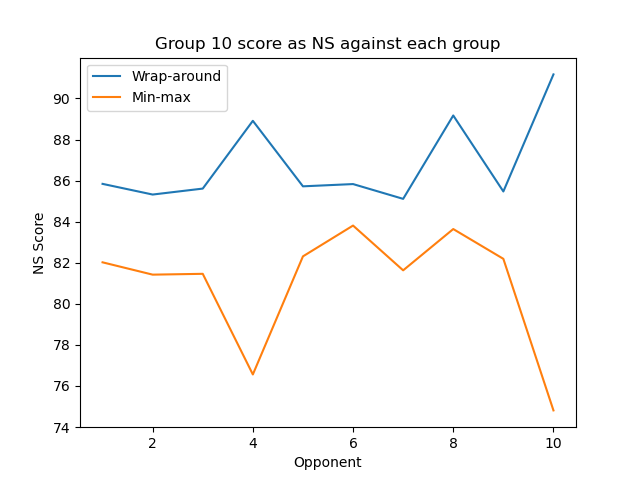 Group 10 score as NS against each group
Wrap-around
Min-max
90
88
86
84
82
80
78
76
74
NS Score
2
4
6
8
10
Opponent